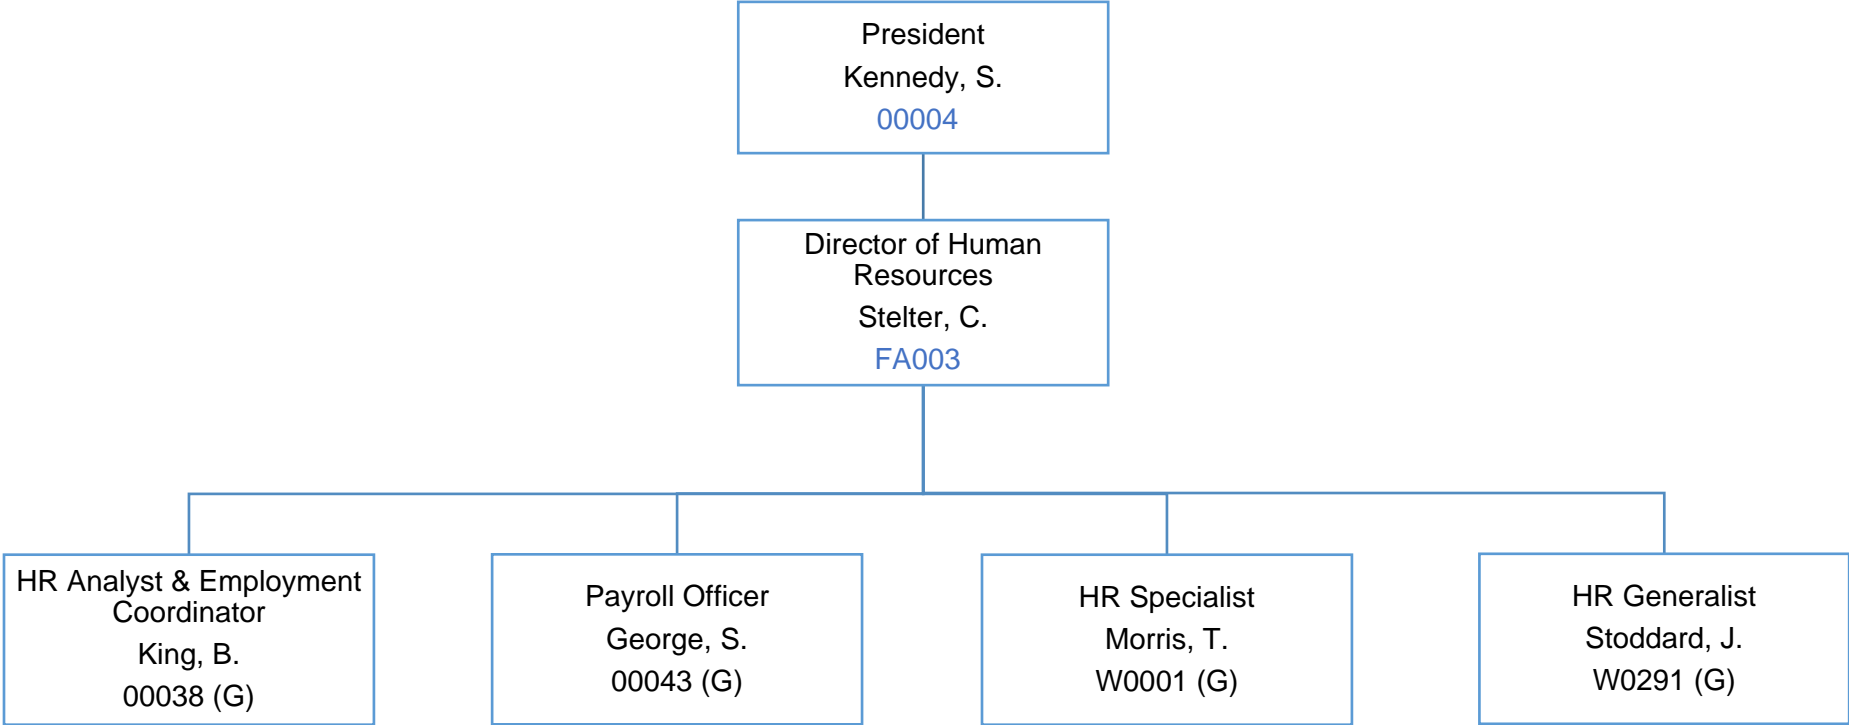 President
Kennedy, S.
00004
Director of Human
Resources
Stelter, C.
FA003
HR Analyst & Employment
Coordinator
King, B.
00038 (G)
Payroll Officer
George, S.
00043 (G)
HR Specialist
Morris, T.
W0001 (G)
HR Generalist
Stoddard, J.
W0291 (G)